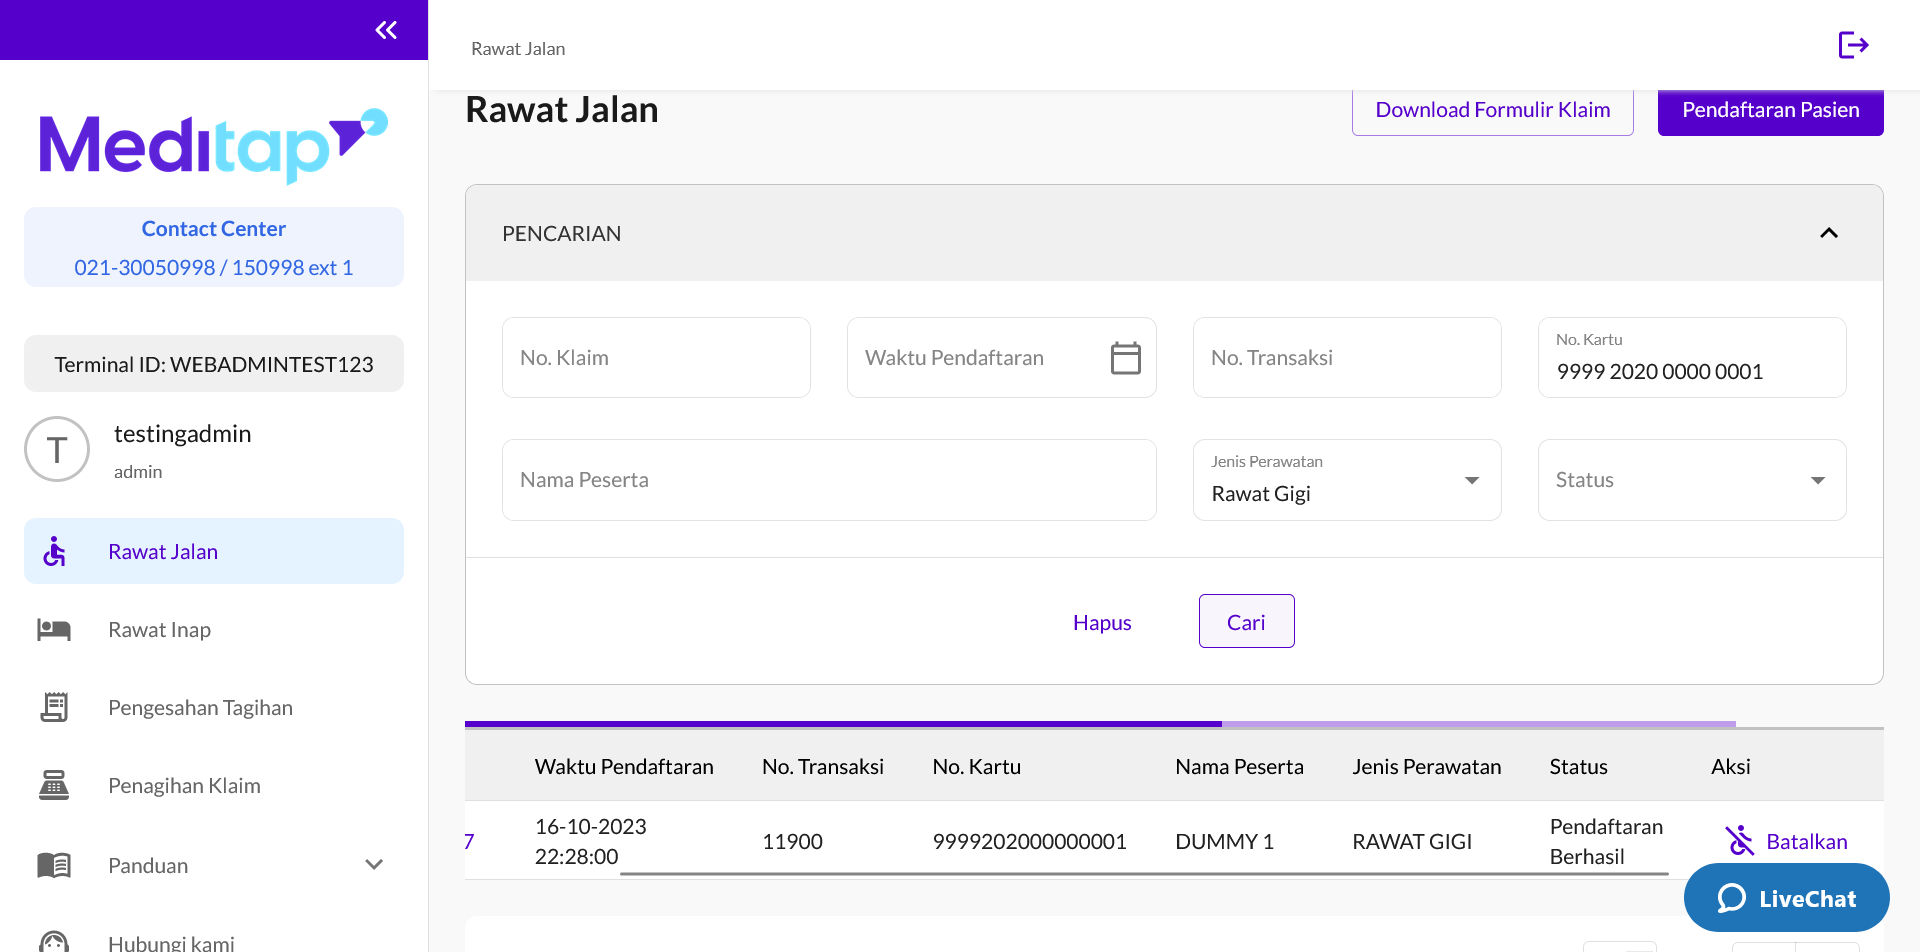 Rawat Jalan
Meditap
Contact Center
021-30050998 / 150998 ext 1
Terminal ID: WEBADMINTEST123
T
testingadmin
admin
Rawat Jalan
Rawat Inap
Pengesahan Tagihan
Penagihan Klaim
Panduan
Hubungi kami
Rawat Jalan
Download Formulir Klaim
Pendaftaran Pasien
PENCARIAN
No. Klaim
Waktu Pendaftaran
No. Transaksi
No. Kartu
9999 2020 0000 0001
Nama Peserta
Jenis Perawatan
Rawat Gigi
Status
Hapus
Cari
Waktu Pendaftaran No. Transaksi No. Kartu Nama Peserta Jenis Perawatan Status Aksi
7
16-10-2023
22:28:00
11900
9999202000000001
DUMMY 1
RAWAT GIGI
Pendaftaran
Berhasil
Batalkan
LiveChat